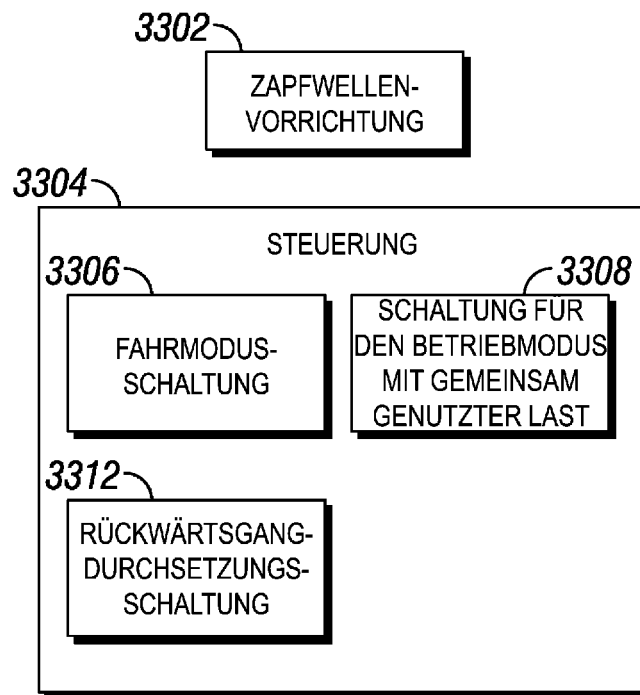 3302
ZAPFWELLEN-
VORRICHTUNG
3304
STEUERUNG
3306
FAHRMODUS-
SCHALTUNG
3308
SCHALTUNG FÜR
DEN BETRIEBMODUS
MIT GEMEINSAM
GENUTZTER LAST
3312
RÜCKWÄRTSGANG-
DURCHSETZUNGS-
SCHALTUNG